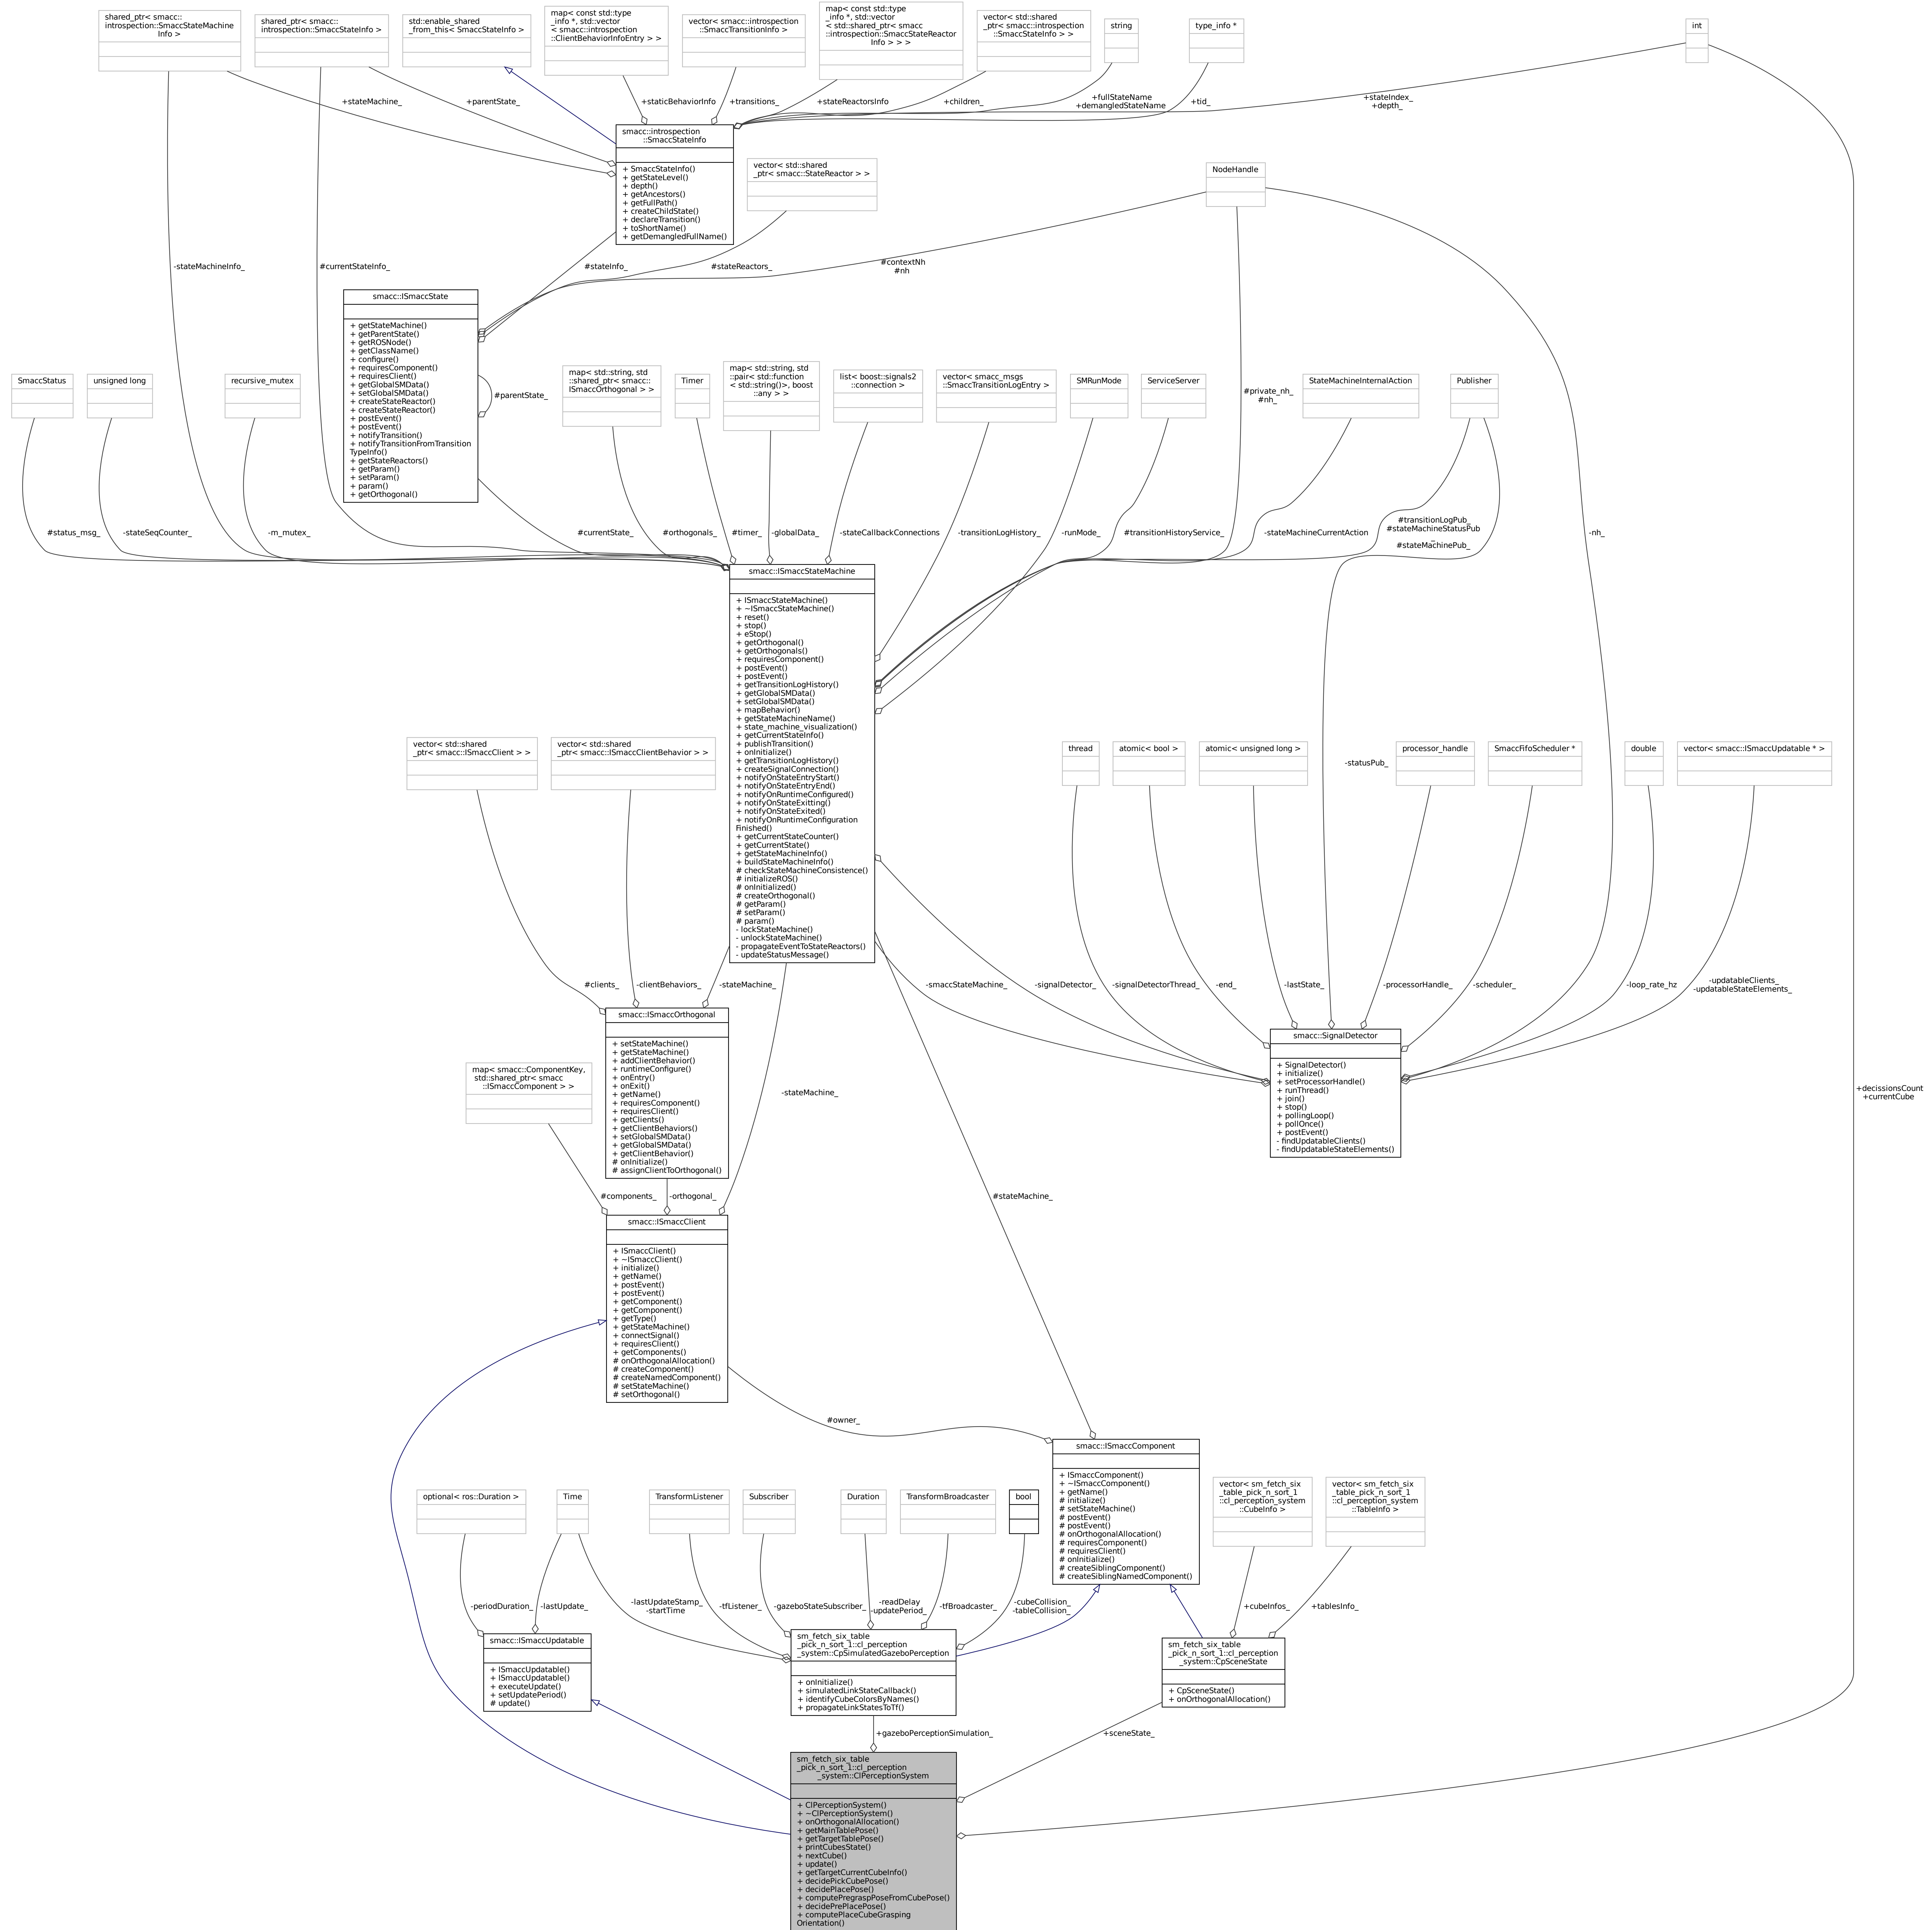 shared_ptr< smacc::
introspection::SmaccStateMachine
Info >
shared_ptr< smacc::
introspection::SmaccStateInfo >
std::enable_shared
_from_this< SmaccStateInfo >
map< const std::type
_info *, std::vector
< smacc::introspection
::ClientBehaviorInfoEntry > >
vector< smacc::introspection
::SmaccTransitionInfo >
map< const std::type
_info *, std::vector
< std::shared_ptr< smacc
::introspection::SmaccStateReactor
Info > > >
vector< std::shared
_ptr< smacc::introspection
::SmaccStateInfo > >
string
type_info *
int
+stateMachine_
+parentState_
+staticBehaviorInfo
+transitions_
+stateReactorsInfo
+children_
+fullStateName
+demangledStateName
+tid_
+stateIndex_
+depth_
smacc::introspection
::SmaccStateInfo
+ SmaccStateInfo()
+ getStateLevel()
+ depth()
+ getAncestors()
+ getFullPath()
+ createChildState()
+ declareTransition()
+ toShortName()
+ getDemangledFullName()
vector< std::shared
_ptr< smacc::StateReactor > >
NodeHandle
-stateMachineInfo_
#currentStateInfo_
#stateInfo_
#stateReactors_
#contextNh
#nh
smacc::ISmaccState
+ getStateMachine()
+ getParentState()
+ getROSNode()
+ getClassName()
+ configure()
+ requiresComponent()
+ requiresClient()
+ getGlobalSMData()
+ setGlobalSMData()
+ createStateReactor()
+ createStateReactor()
+ postEvent()
+ postEvent()
+ notifyTransition()
+ notifyTransitionFromTransition
TypeInfo()
+ getStateReactors()
+ getParam()
+ setParam()
+ param()
+ getOrthogonal()
#parentState_
SmaccStatus
unsigned long
recursive_mutex
map< std::string, std
::shared_ptr< smacc::
ISmaccOrthogonal > >
Timer
map< std::string, std
::pair< std::function
< std::string()>, boost
::any > >
list< boost::signals2
::connection >
vector< smacc_msgs
::SmaccTransitionLogEntry >
SMRunMode
ServiceServer
#private_nh_
#nh_
StateMachineInternalAction
Publisher
#status_msg_
-stateSeqCounter_
-m_mutex_
#currentState_
#orthogonals_
#timer_
-globalData_
-stateCallbackConnections
-transitionLogHistory_
-runMode_
#transitionHistoryService_
-stateMachineCurrentAction
#transitionLogPub_
#stateMachineStatusPub
_
#stateMachinePub_
-nh_
smacc::ISmaccStateMachine
+ ISmaccStateMachine()
+ ~ISmaccStateMachine()
+ reset()
+ stop()
+ eStop()
+ getOrthogonal()
+ getOrthogonals()
+ requiresComponent()
+ postEvent()
+ postEvent()
+ getTransitionLogHistory()
+ getGlobalSMData()
+ setGlobalSMData()
+ mapBehavior()
+ getStateMachineName()
+ state_machine_visualization()
+ getCurrentStateInfo()
+ publishTransition()
+ onInitialize()
+ getTransitionLogHistory()
+ createSignalConnection()
+ notifyOnStateEntryStart()
+ notifyOnStateEntryEnd()
+ notifyOnRuntimeConfigured()
+ notifyOnStateExitting()
+ notifyOnStateExited()
+ notifyOnRuntimeConfiguration
Finished()
+ getCurrentStateCounter()
+ getCurrentState()
+ getStateMachineInfo()
+ buildStateMachineInfo()
# checkStateMachineConsistence()
# initializeROS()
# onInitialized()
# createOrthogonal()
# getParam()
# setParam()
# param()
- lockStateMachine()
- unlockStateMachine()
- propagateEventToStateReactors()
- updateStatusMessage()
vector< std::shared
_ptr< smacc::ISmaccClient > >
vector< std::shared
_ptr< smacc::ISmaccClientBehavior > >
thread
atomic< bool >
atomic< unsigned long >
-statusPub_
processor_handle
SmaccFifoScheduler *
double
vector< smacc::ISmaccUpdatable * >
#clients_
-clientBehaviors_
-stateMachine_
-smaccStateMachine_
-signalDetector_
-signalDetectorThread_
-end_
-lastState_
-processorHandle_
-scheduler_
-loop_rate_hz
-updatableClients_
-updatableStateElements_
smacc::ISmaccOrthogonal
+ setStateMachine()
+ getStateMachine()
+ addClientBehavior()
+ runtimeConfigure()
+ onEntry()
+ onExit()
+ getName()
+ requiresComponent()
+ requiresClient()
+ getClients()
+ getClientBehaviors()
+ setGlobalSMData()
+ getGlobalSMData()
+ getClientBehavior()
# onInitialize()
# assignClientToOrthogonal()
smacc::SignalDetector
+ SignalDetector()
+ initialize()
+ setProcessorHandle()
+ runThread()
+ join()
+ stop()
+ pollingLoop()
+ pollOnce()
+ postEvent()
- findUpdatableClients()
- findUpdatableStateElements()
map< smacc::ComponentKey,
std::shared_ptr< smacc
::ISmaccComponent > >
-stateMachine_
+decissionsCount
+currentCube
#components_
-orthogonal_
#stateMachine_
smacc::ISmaccClient
+ ISmaccClient()
+ ~ISmaccClient()
+ initialize()
+ getName()
+ postEvent()
+ postEvent()
+ getComponent()
+ getComponent()
+ getType()
+ getStateMachine()
+ connectSignal()
+ requiresClient()
+ getComponents()
# onOrthogonalAllocation()
# createComponent()
# createNamedComponent()
# setStateMachine()
# setOrthogonal()
#owner_
smacc::ISmaccComponent
+ ISmaccComponent()
+ ~ISmaccComponent()
+ getName()
# initialize()
# setStateMachine()
# postEvent()
# postEvent()
# onOrthogonalAllocation()
# requiresComponent()
# requiresClient()
# onInitialize()
# createSiblingComponent()
# createSiblingNamedComponent()
optional< ros::Duration >
Time
TransformListener
Subscriber
Duration
TransformBroadcaster
bool
vector< sm_fetch_six
_table_pick_n_sort_1
::cl_perception_system
::CubeInfo >
vector< sm_fetch_six
_table_pick_n_sort_1
::cl_perception_system
::TableInfo >
-periodDuration_
-lastUpdate_
-lastUpdateStamp_
-startTime
-tfListener_
-gazeboStateSubscriber_
-readDelay
-updatePeriod_
-tfBroadcaster_
-cubeCollision_
-tableCollision_
+cubeInfos_
+tablesInfo_
smacc::ISmaccUpdatable
+ ISmaccUpdatable()
+ ISmaccUpdatable()
+ executeUpdate()
+ setUpdatePeriod()
# update()
sm_fetch_six_table
_pick_n_sort_1::cl_perception
_system::CpSimulatedGazeboPerception
+ onInitialize()
+ simulatedLinkStateCallback()
+ identifyCubeColorsByNames()
+ propagateLinkStatesToTf()
sm_fetch_six_table
_pick_n_sort_1::cl_perception
_system::CpSceneState
+ CpSceneState()
+ onOrthogonalAllocation()
+gazeboPerceptionSimulation_
+sceneState_
sm_fetch_six_table
_pick_n_sort_1::cl_perception
_system::ClPerceptionSystem
+ ClPerceptionSystem()
+ ~ClPerceptionSystem()
+ onOrthogonalAllocation()
+ getMainTablePose()
+ getTargetTablePose()
+ printCubesState()
+ nextCube()
+ update()
+ getTargetCurrentCubeInfo()
+ decidePickCubePose()
+ decidePlacePose()
+ computePregraspPoseFromCubePose()
+ decidePrePlacePose()
+ computePlaceCubeGrasping
Orientation()